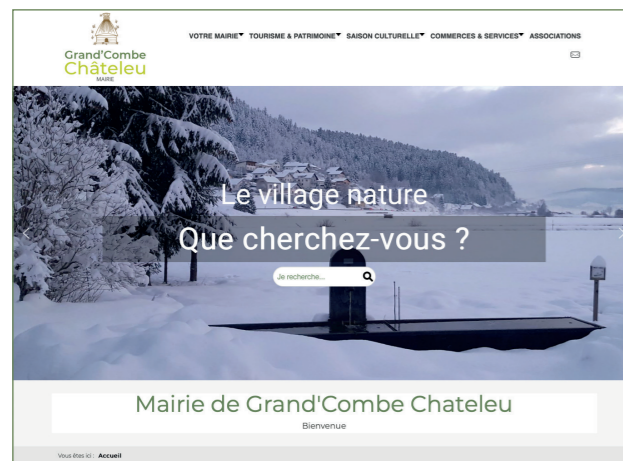 Grand'Combe
Châteleu
MAIRIE
VOTRE MAIRIE TOURISME & PATRIMOINE SAISON CULTURELLE COMMERCES & SERVICES ASSOCIATIONS
Le village nature
Que cherchez-vous ?
Je recherche...
Mairie de Grand'Combe Chateleu
Bienvenue
Vous êtes ici : Accueil